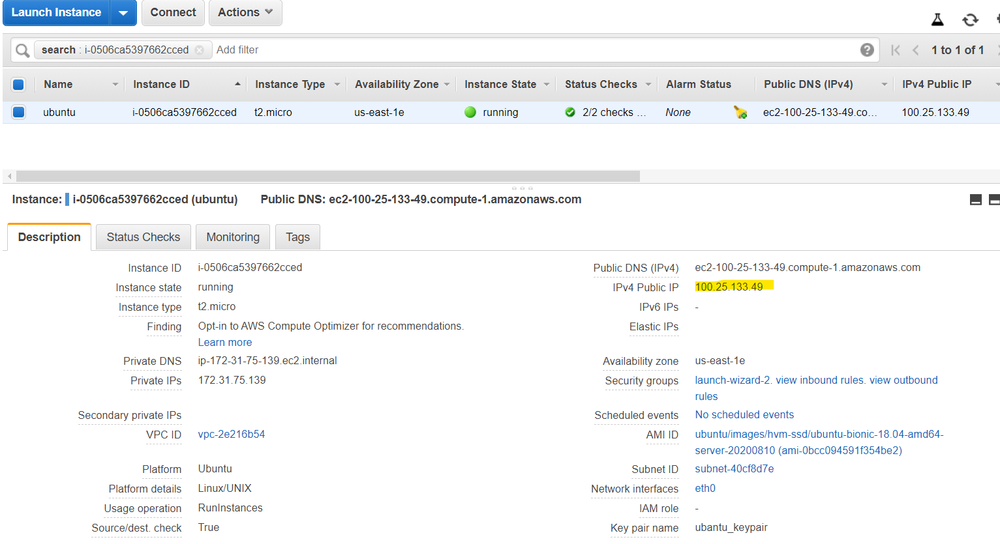 Launch Instance Connect Actions
search : i-0506ca5397662cced Add filter 1 to 1 of 1
Name Instance ID Instance Type Availability Zone Instance State Status Checks Alarm Status Public DNS (IPv4) IPv4 Public IP
ubuntu i-0506ca5397662cced t2.micro us-east-1e running 2/2 checks ... None ec2-100-25-133-49.co... 100.25.133.49
Instance: i-0506ca5397662cced (ubuntu) Public DNS: ec2-100-25-133-49.compute-1.amazonaws.com
Description Status Checks Monitoring Tags
Instance ID i-0506ca5397662cced Public DNS (IPv4) ec2-100-25-133-49.compute-1.amazonaws.com
Instance state running IPv4 Public IP 100.25.133.49
Instance type t2.micro IPv6 IPs -
Finding Opt-in to AWS Compute Optimizer for recommendations. Elastic IPs
Learn more
Private DNS ip-172-31-75-139.ec2.internal Availability zone us-east-1e
Private IPs 172.31.75.139 Security groups launch-wizard-2. view inbound rules. view outbound
rules
Secondary private IPs Scheduled events No scheduled events
VPC ID vpc-2e216b54 AMI ID ubuntu/images/hvm-ssd/ubuntu-bionic-18.04-amd64-
server-20200810 (ami-0bcc094591f354be2)
Platform Ubuntu Subnet ID subnet-40cf8d7e
Platform details Linux/UNIX Network interfaces eth0
Usage operation RunInstances IAM role -
Source/dest. check True Key pair name ubantu_keypair